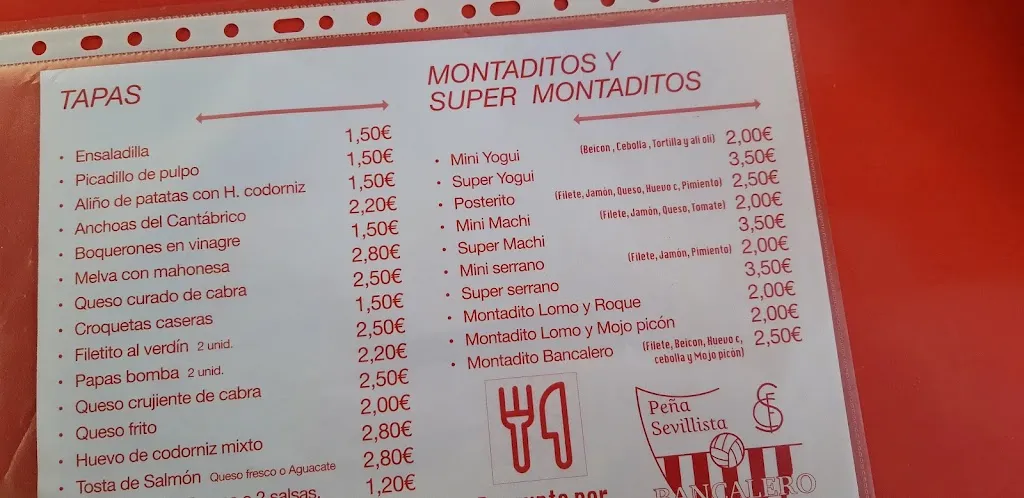 TAPAS
• Ensaladilla 1,50€
• Picadillo de pulpo 1,50€
• Aliño de patatas con H. codorniz 1,50€
• Anchoas del Cantábrico 2,20€
• Boquerones en vinagre 1,50€
• Melva con mahonesa 2,80€
• Queso curado de cabra 2,50€
• Croquetas caseras 1,50€
• Filetito al verdín 2 unid. 2,50€
• Papas bomba 2 unid. 2,20€
• Queso crujiente de cabra 2,50€
• Queso frito 2,00€
• Huevo de codorniz mixto 2,80€
• Tosta de Salmón Queso fresco o Aguacate 2,80€
2 salsas. 1,20€
MONTADITOS Y
SUPER MONTADITOS
• Mini Yogui (Beicon, Cebolla, Tortilla y ali oli) 2,00€
• Super Yogui 3,50€
• Posterito (Filete, Jamón, Queso, Huevo c, Pimiento) 2,50€
• Mini Machi (Filete, Jamón, Queso, Tomate) 2,00€
• Super Machi 3,50€
• Mini serrano (Filete, Jamón, Pimiento) 2,00€
• Super serrano 3,50€
• Montadito Lomo y Roque 2,00€
• Montadito Lomo y Mojo picón 2,00€
• Montadito Bancalero (Filete, Beicon, Huevo c, 2,50€
cebolla y Mojo picón)
Peña
Sevillista
BANCALERO
por